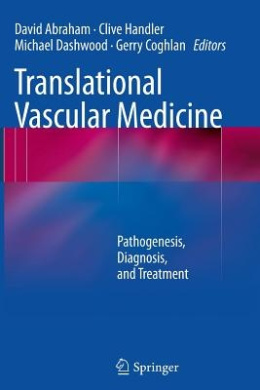 David Abraham · Clive Handler
Michael Dashwood · Gerry Coghlan Editors
Translational
Vascular Medicine
Pathogenesis,
Diagnosis,
and Treatment
Springer